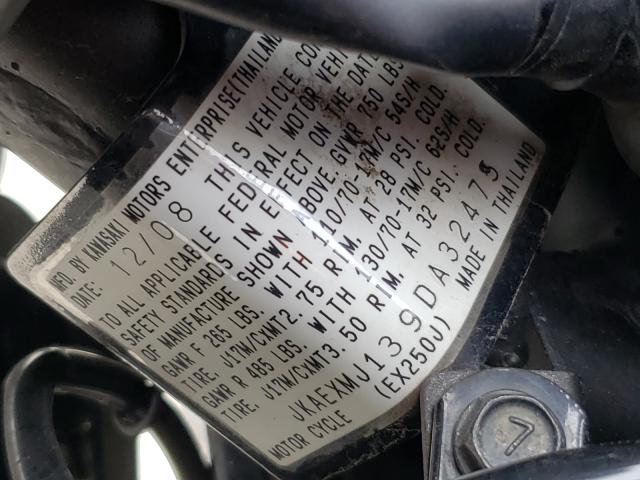 MFD. BY KAWASAKI MOTORS ENTERPRISE(THAILAND
DATE: 12/08 THIS VEHICLE CON
TO ALL APPLICABLE FEDERAL MOTOR VEH
SAFETY STANDARDS IN EFFECT ON THE DATE
OF MANUFACTURE SHOWN ABOVE.GVWR 750 LBS
GAWR F 265 LBS. WITH 110/70-17M/C 54S/H
TIRE, J17M/CXMT2.75 RIM, AT 28 PSI. COLD.
GAWR R 485 LBS. WITH 130/70-17M/C 62S/H
TIRE, J17M/CXMT3.50 RIM, AT 32 PSI. COLD.
JKAEXMJ139DA32475
MOTOR CYCLE (EX250J) MADE IN THAILAND
7